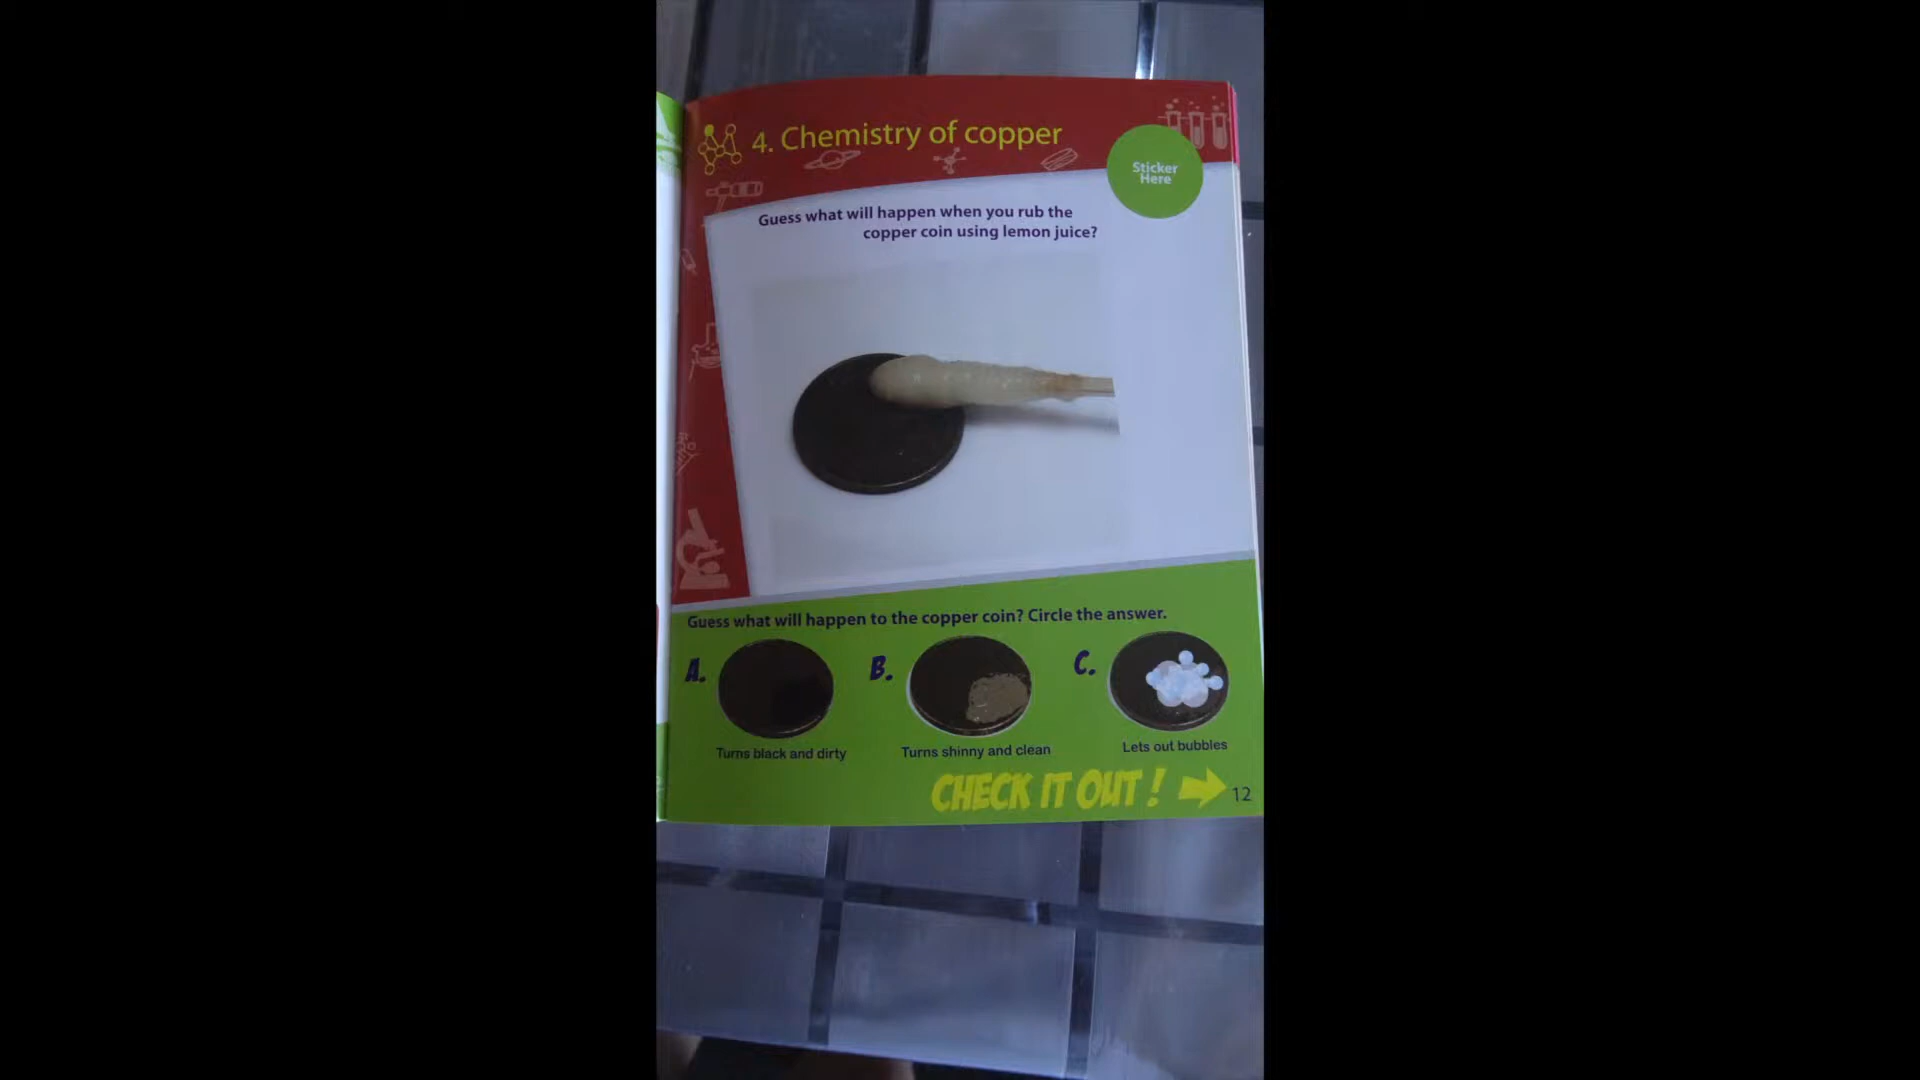 4. Chemistry of copper
Sticker
Here
Guess what will happen when you rub the
copper coin using lemon juice?
Guess what will happen to the copper coin? Circle the answer.
A.
B.
C.
Turns black and dirty
Turns shinny and clean
Lets out bubbles
CHECK IT OUT!
12